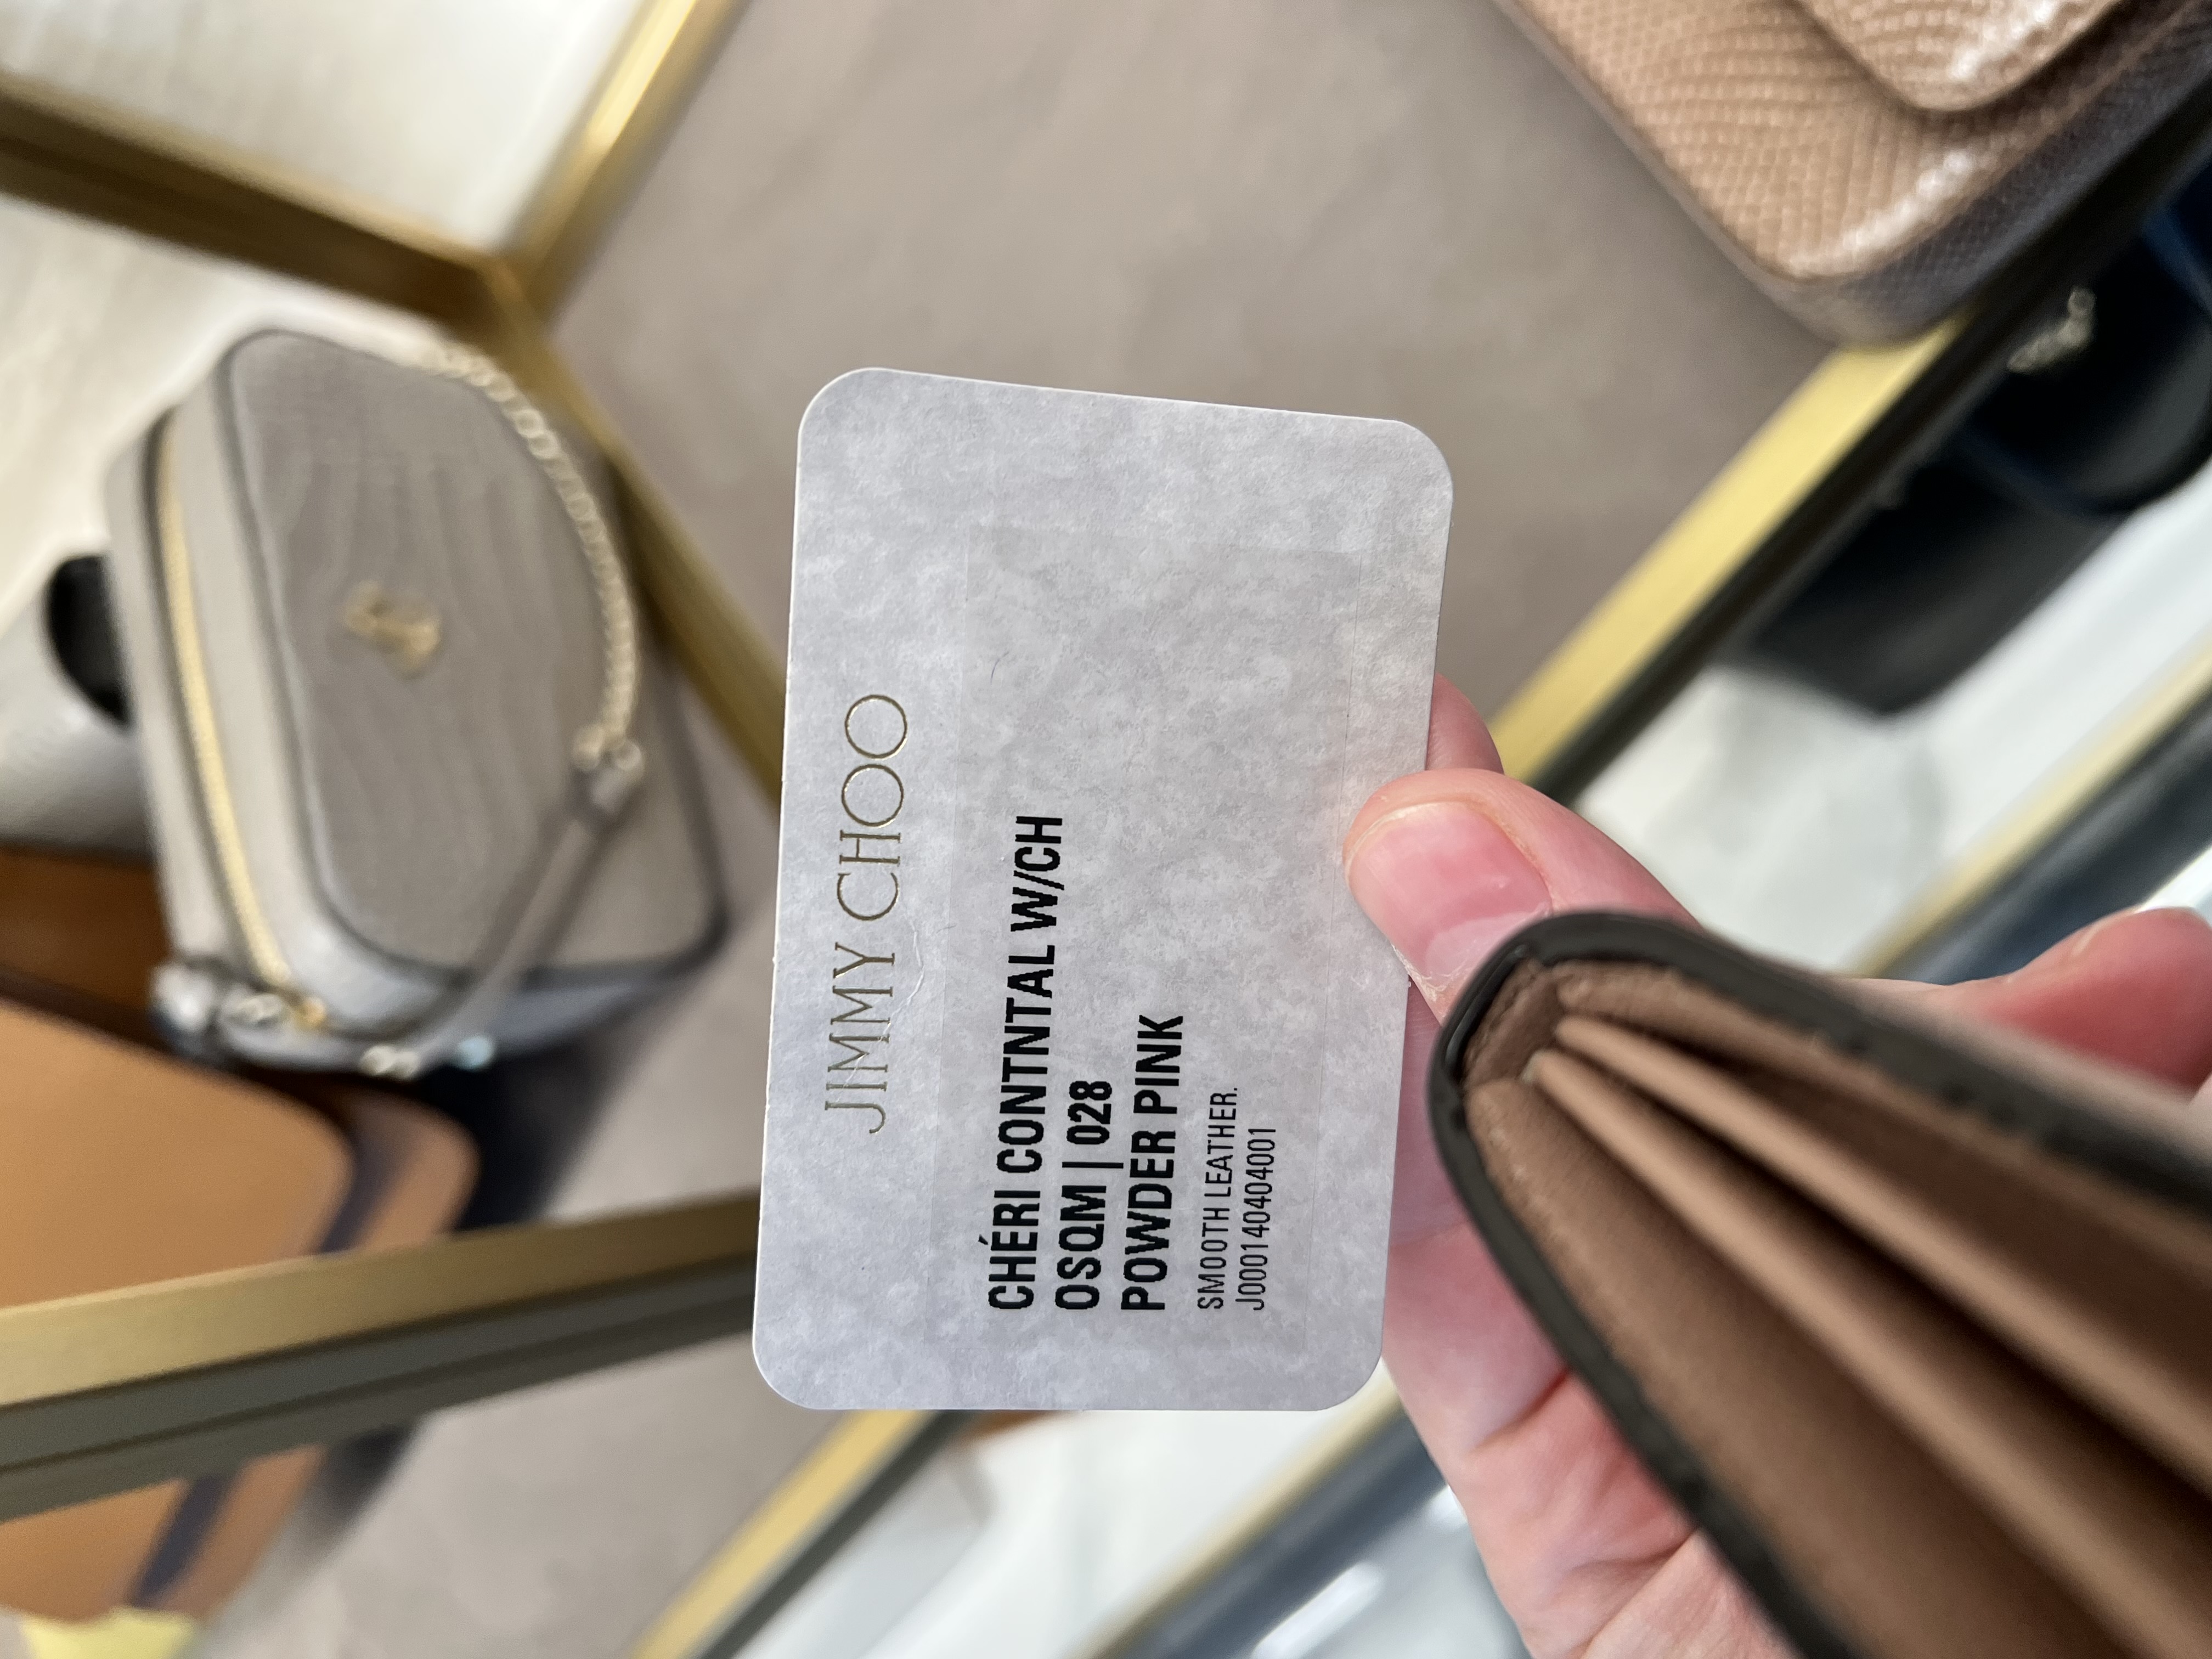 JIMMY CHOO
CHÉRI CONTNTAL W/CH
OSQM | 028
POWDER PINK
SMOOTH LEATHER.
J000140404001